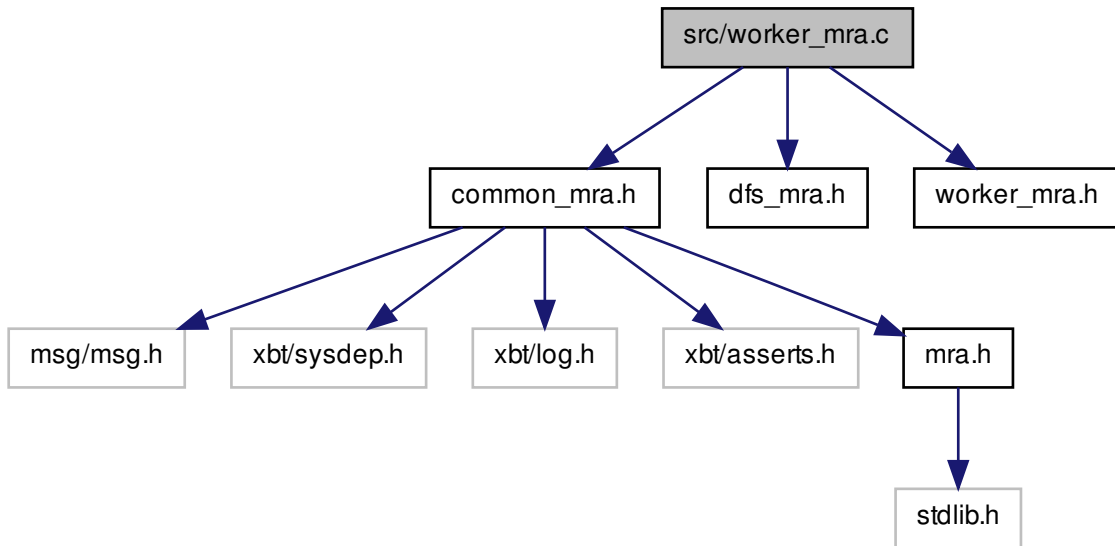 src/worker_mra.c
common_mra.h
dfs_mra.h
worker_mra.h
msg/msg.h
xbt/sysdep.h
xbt/log.h
xbt/asserts.h
mra.h
stdlib.h